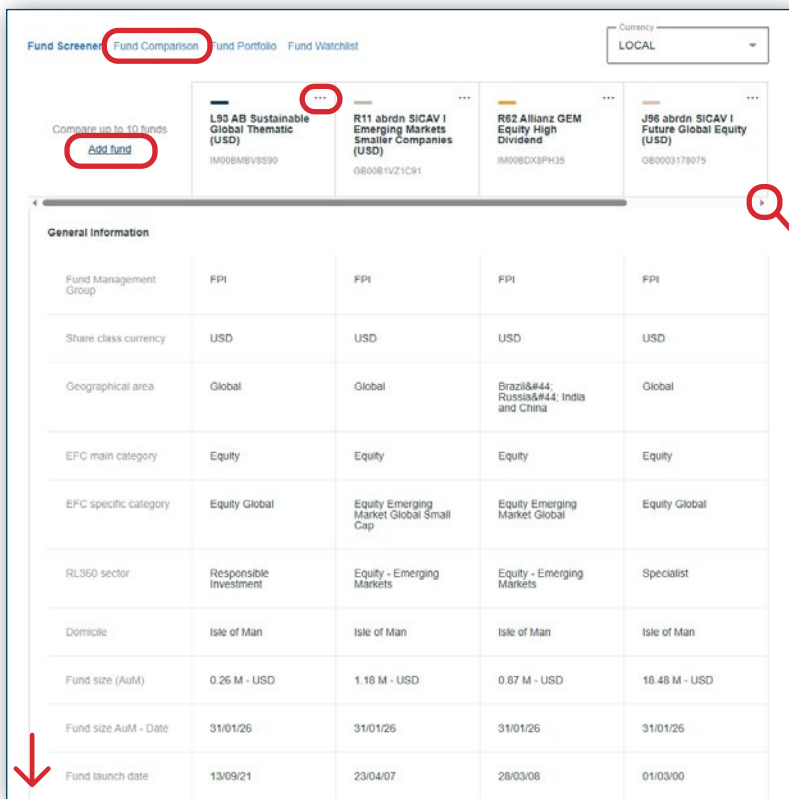 Fund Screener Fund Comparison Fund Portfolio Fund Watchlist
Currency
LOCAL
Compare up to 10 funds
Add fund
...
L93 AB Sustainable
Global Thematic
(USD)
IM00BMBV8S90
...
R11 abrdn SICAV I
Emerging Markets
Smaller Companies
(USD)
GB00B1VZ1C91
...
R62 Allianz GEM
Equity High
Dividend
IM00BDX8PH35
...
J96 abrdn SICAV I
Future Global Equity
(USD)
GB0003178075
General Information
Fund Management
Group
FPI FPI FPI FPI
Share class currency USD USD USD USD
Geographical area
Global
Global
Brazil&#44;
Russia&#44; India
and China
Global
EFC main category Equity Equity Equity Equity
EFC specific category
Equity Global
Equity Emerging
Market Global Small
Cap
Equity Emerging
Market Global
Equity Global
RL360 sector
Responsible
Investment
Equity - Emerging
Markets
Equity - Emerging
Markets
Specialist
Domicile Isle of Man Isle of Man Isle of Man Isle of Man
Fund size (AuM) 0.26 M - USD 1.18 M - USD 0.87 M - USD 18.48 M - USD
Fund size AuM - Date 31/01/26 31/01/26 31/01/26 31/01/26
Fund launch date 13/09/21 23/04/07 28/03/08 01/03/00